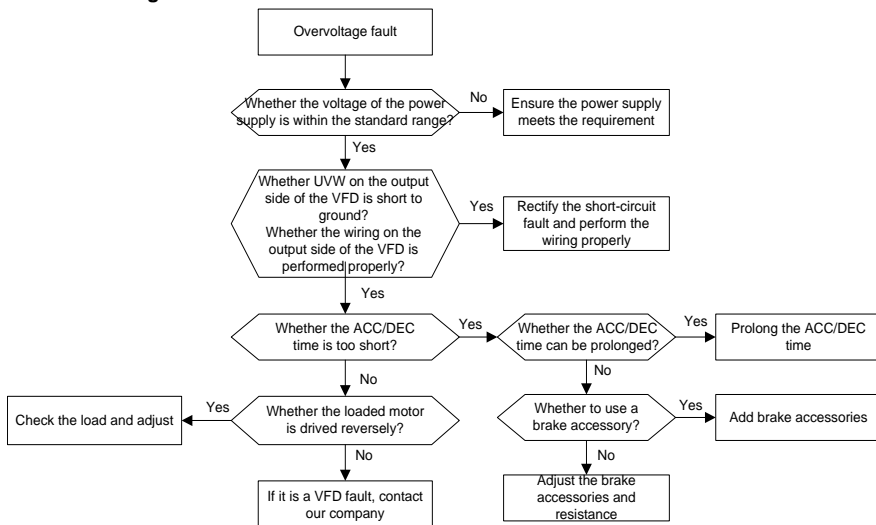 Overvoltage fault
Whether the voltage of the power
supply is within the standard range?
No
Ensure the power supply
meets the requirement
Yes
Whether UVW on the output
side of the VFD is short to
ground?
Whether the wiring on the
output side of the VFD is
performed properly?
Yes
Rectify the short-circuit
fault and perform the
wiring properly
Yes
Whether the ACC/DEC
time is too short?
Yes
Whether the ACC/DEC
time can be prolonged?
Yes
Prolong the ACC/DEC
time
No
No
Check the load and adjust
Yes
Whether the loaded motor
is drived reversely?
Whether to use a
brake accessory?
Yes
Add brake accessories
No
No
If it is a VFD fault, contact
our company
Adjust the brake
accessories and
resistance